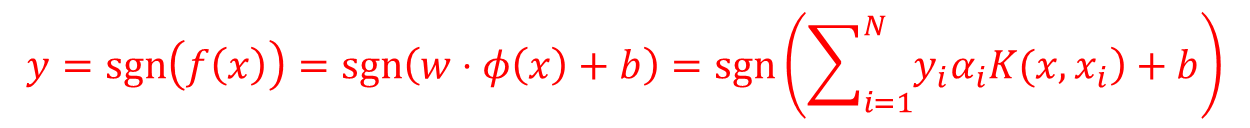 y = sgn(f(x)) = sgn(w · ϕ(x) + b) = sgn(∑_{i=1}^{N} y_i α_i K(x, x_i) + b)